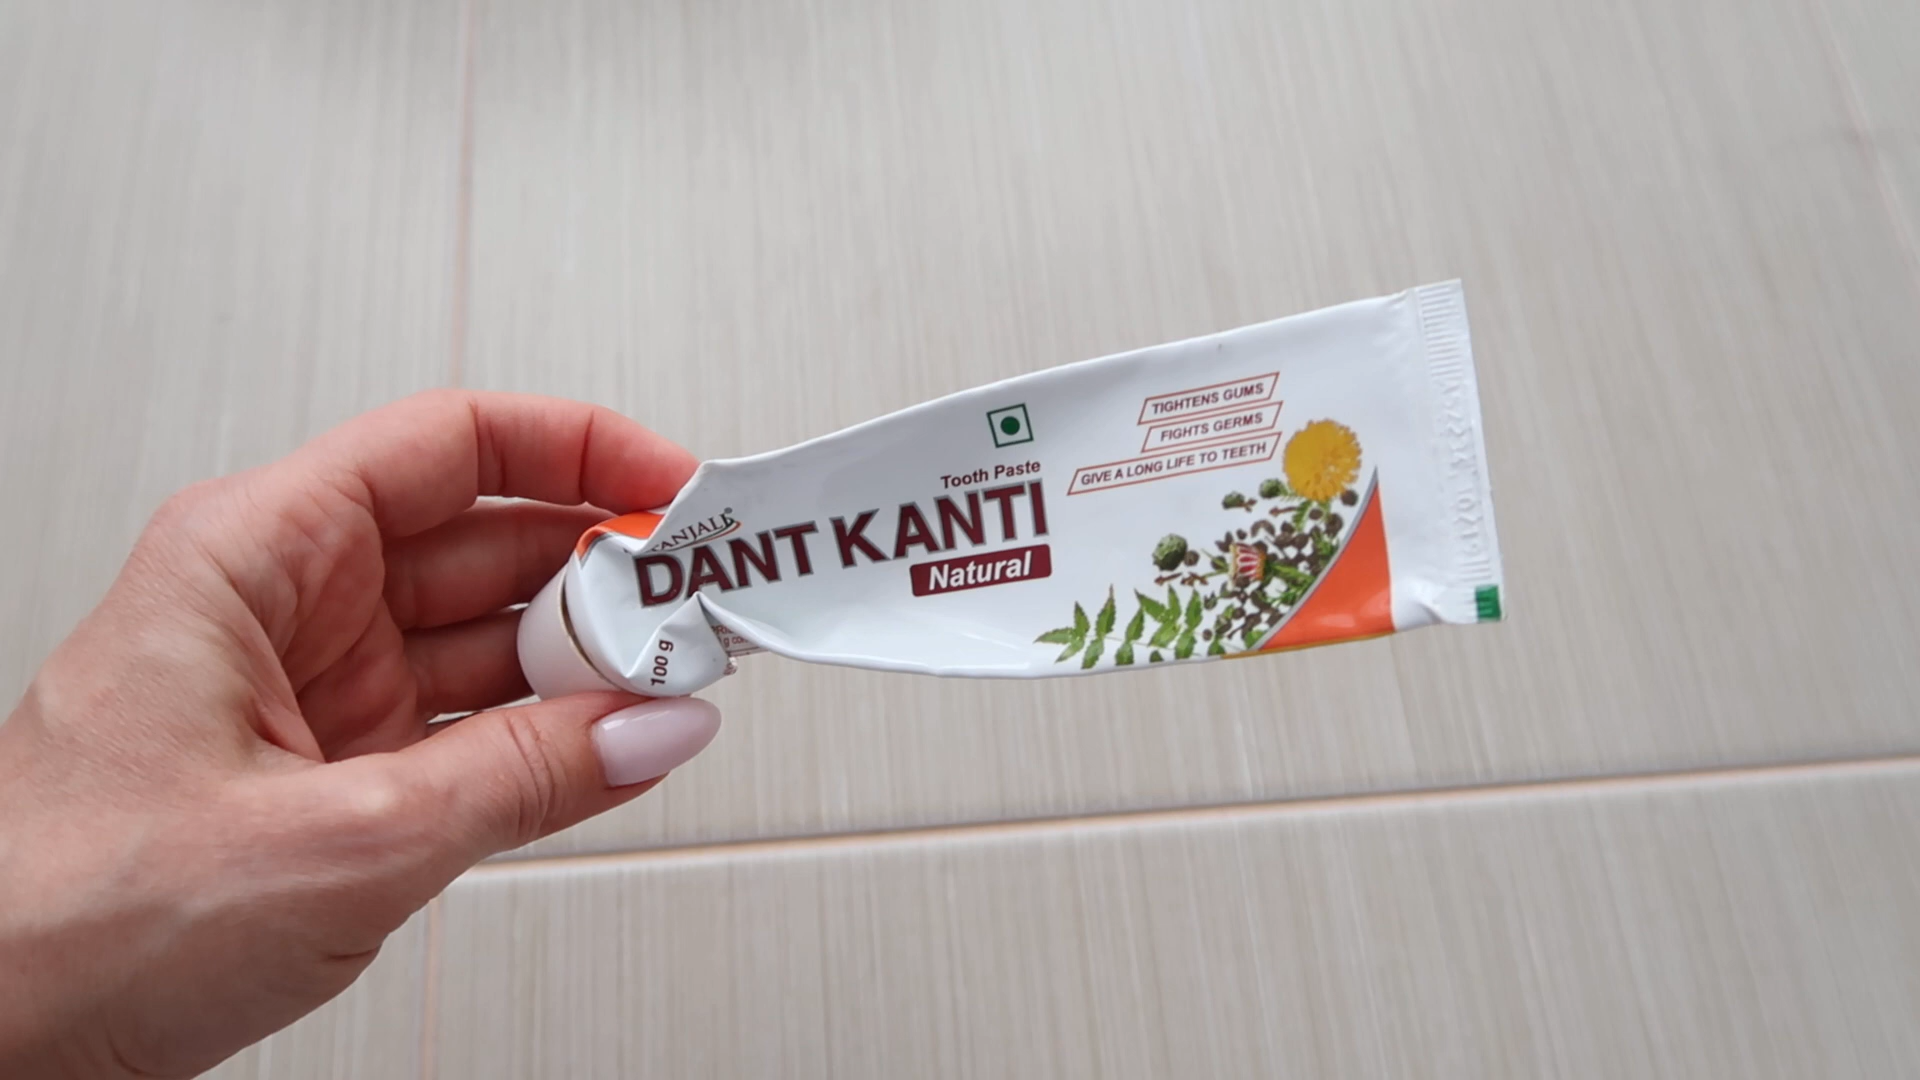 TIGHTENS GUMS
FIGHTS GERMS
GIVE A LONG LIFE TO TEETH
Tooth Paste
DANT KANTI
Natural
100 g